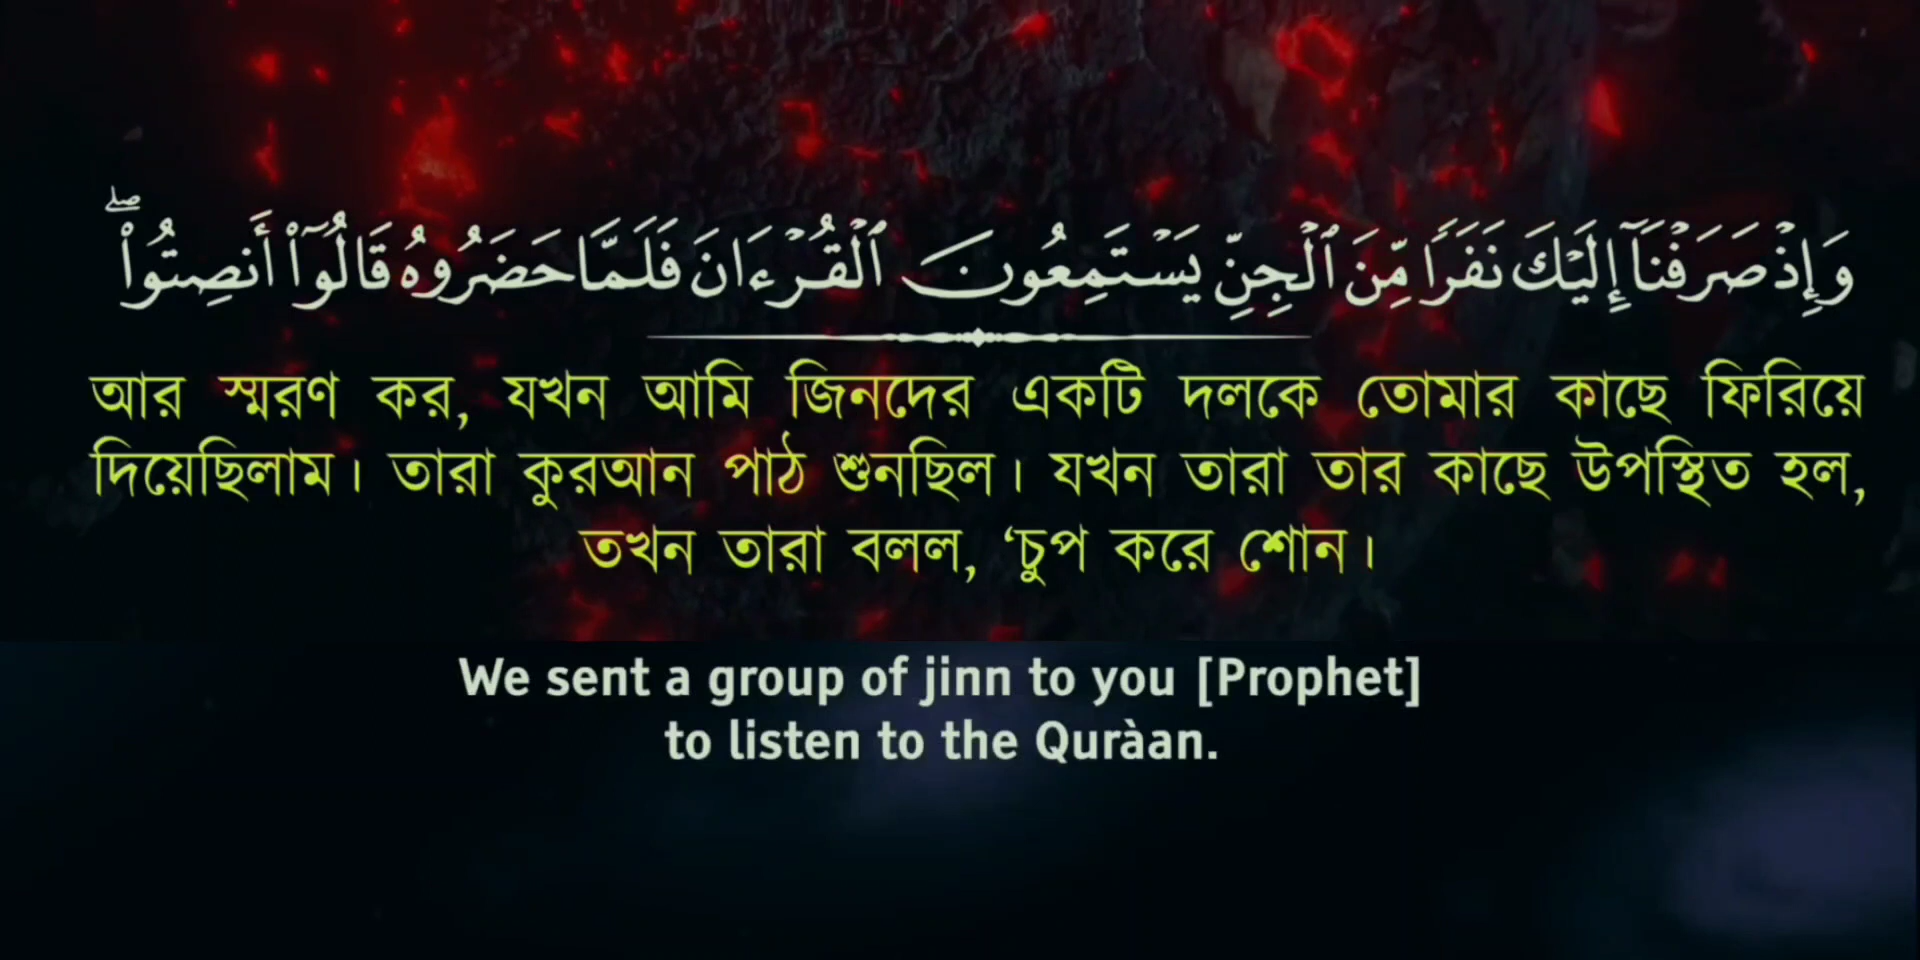 وَإِذْ صَرَفْنَآ إِلَيْكَ نَفَرًا مِّنَ ٱلْجِنِّ يَسْتَمِعُونَ ٱلْقُرْءَانَ فَلَمَّا حَضَرُوهُ قَالُوٓا۟ أَنصِتُوا۟ ۖ
আর স্মরণ কর, যখন আমি জিনদের একটি দলকে তোমার কাছে ফিরিয়ে
দিয়েছিলাম। তারা কুরআন পাঠ শুনছিল। যখন তারা তার কাছে উপস্থিত হল,
তখন তারা বলল, ‘চুপ করে শোন।
We sent a group of jinn to you [Prophet]
to listen to the Quràan.